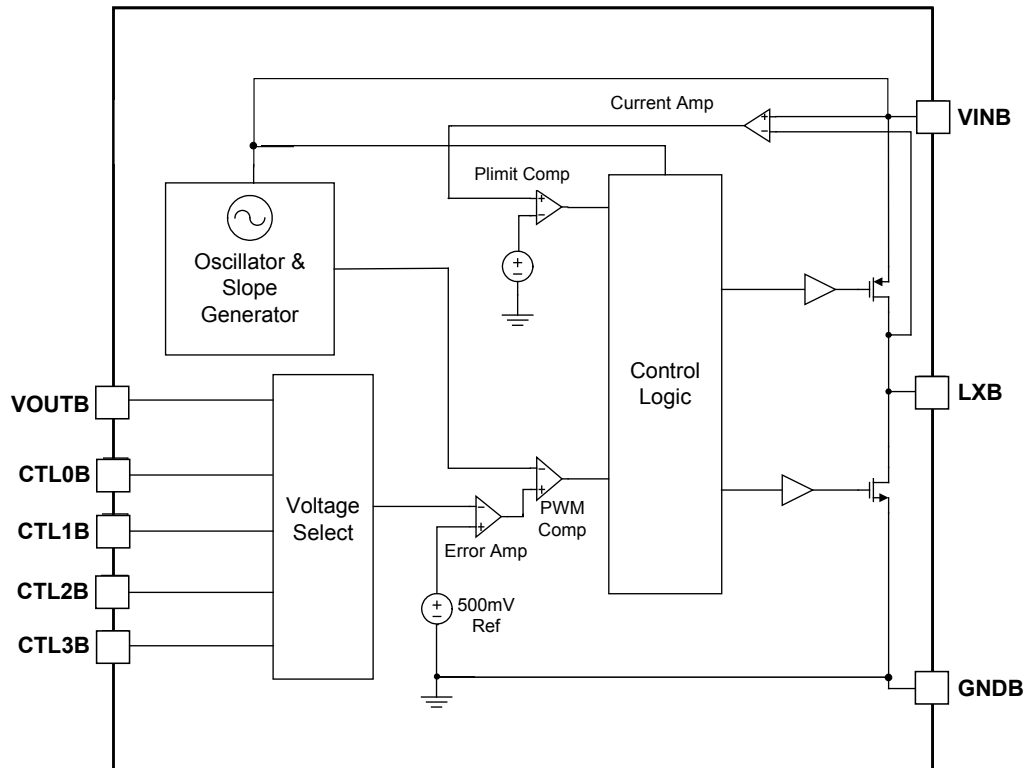 Current Amp
VINB
Plimit Comp
+
−
+
−
+
−
Oscillator &
Slope
Generator
Control
Logic
VOUTB
LXB
CTL0B
Voltage
Select
−
+
PWM
Comp
−
+
Error Amp
CTL1B
CTL2B
+
−
500mV
Ref
CTL3B
GNDB